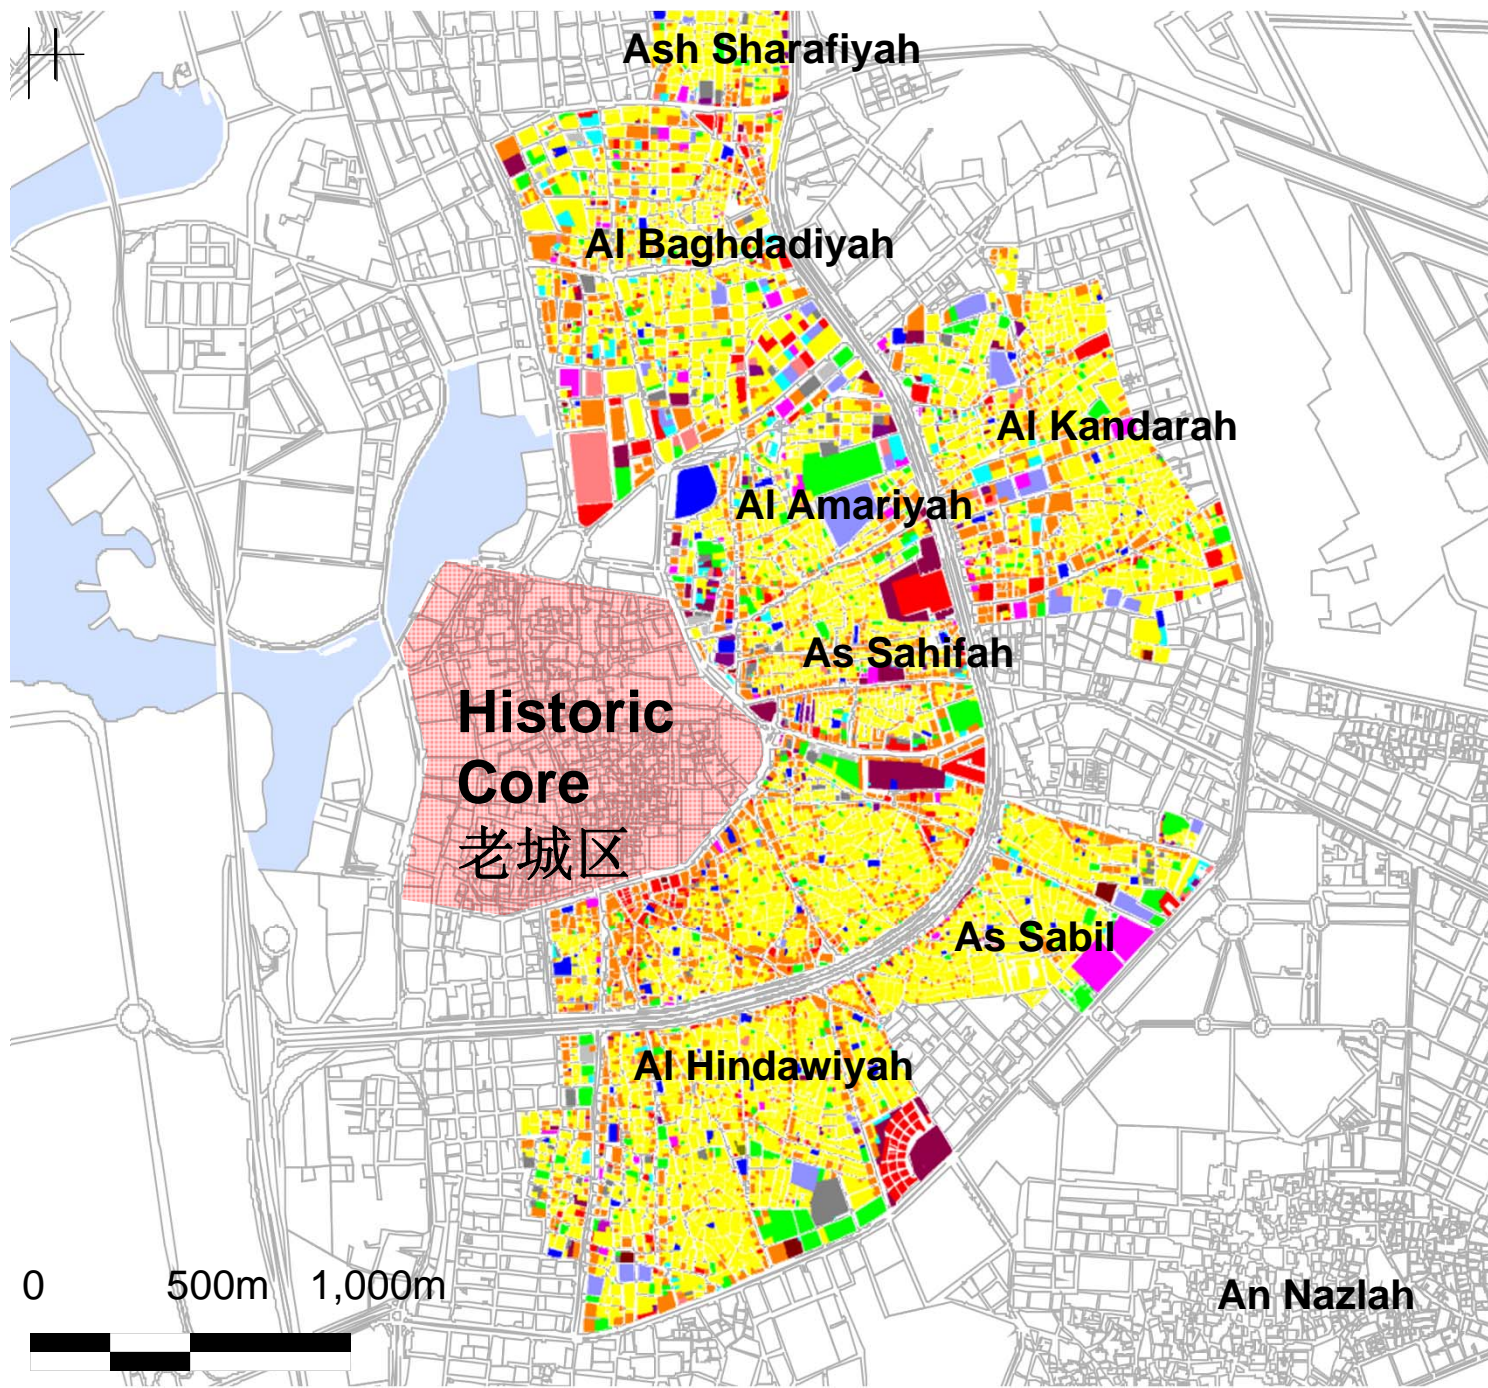 Ash Sharafiyah
Al Baghdadiyah
Al Kandarah
Al Amariyah
As Sahifah
Historic
Core
老城区
As Sabil
Al Hindawiyah
0 500m 1,000m
An Nazlah